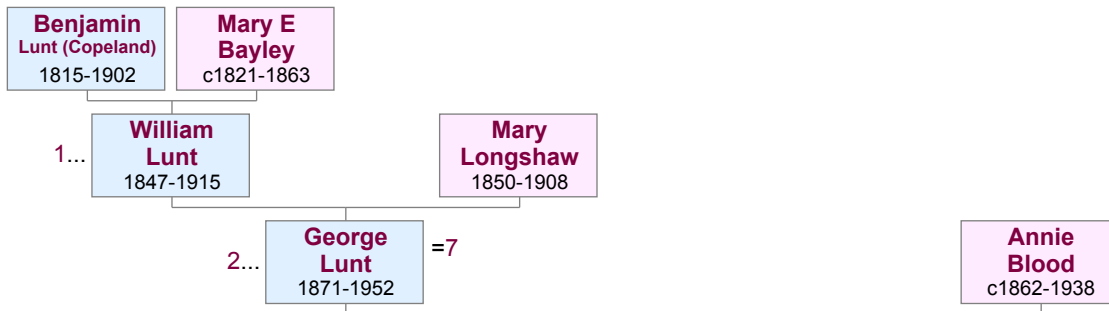 Benjamin
Lunt (Copeland)
1815-1902
Mary E
Bayley
c1821-1863
1...
William
Lunt
1847-1915
Mary
Longshaw
1850-1908
2...
George
Lunt
1871-1952
=7
Annie
Blood
c1862-1938